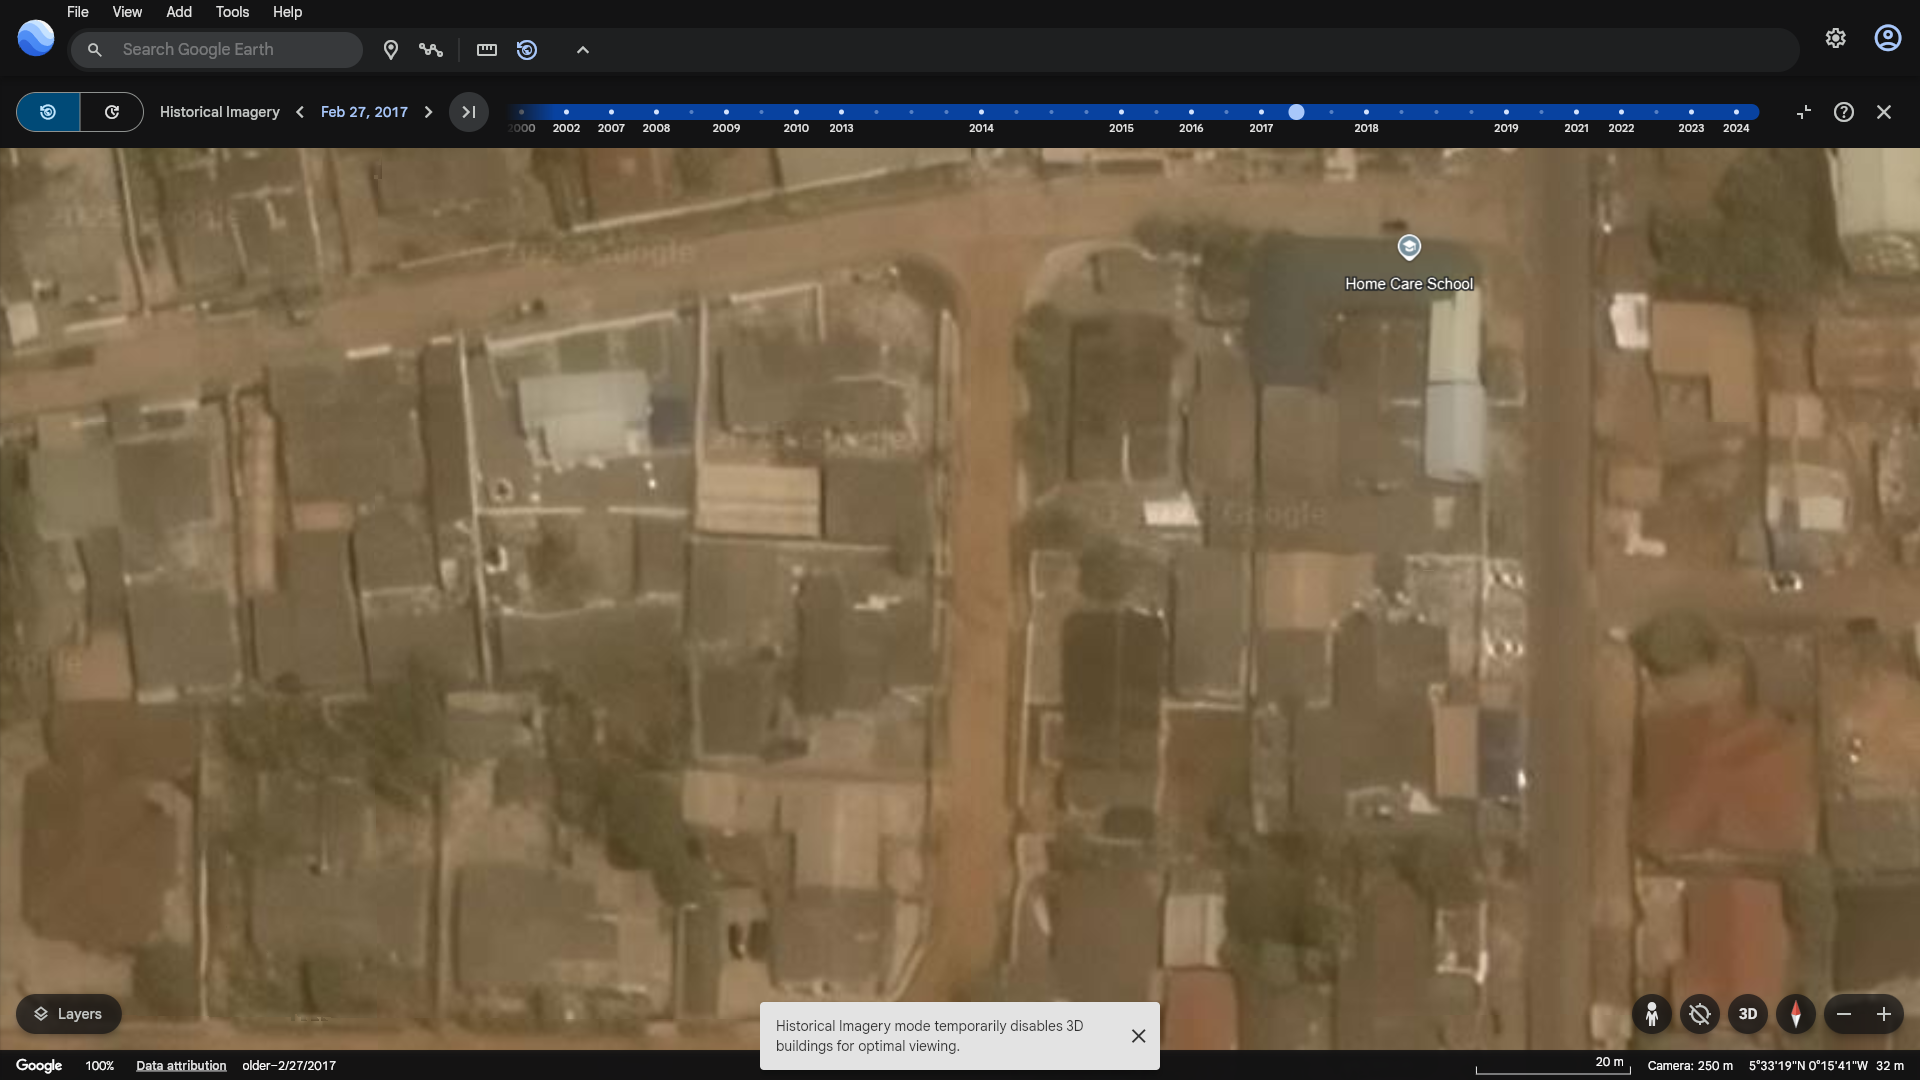 File View Add Tools Help
Search Google Earth
Historical Imagery Feb 27, 2017
2000 2002 2007 2008 2009 2010 2013 2014 2015 2016 2017 2018 2019 2021 2022 2023 2024
Home Care School
Google
Google
Google
Layers
3D
Historical Imagery mode temporarily disables 3D
buildings for optimal viewing.
Google 100% Data attribution older–2/27/2017 20 m Camera: 250 m 5°33'19"N 0°15'41"W 32 m